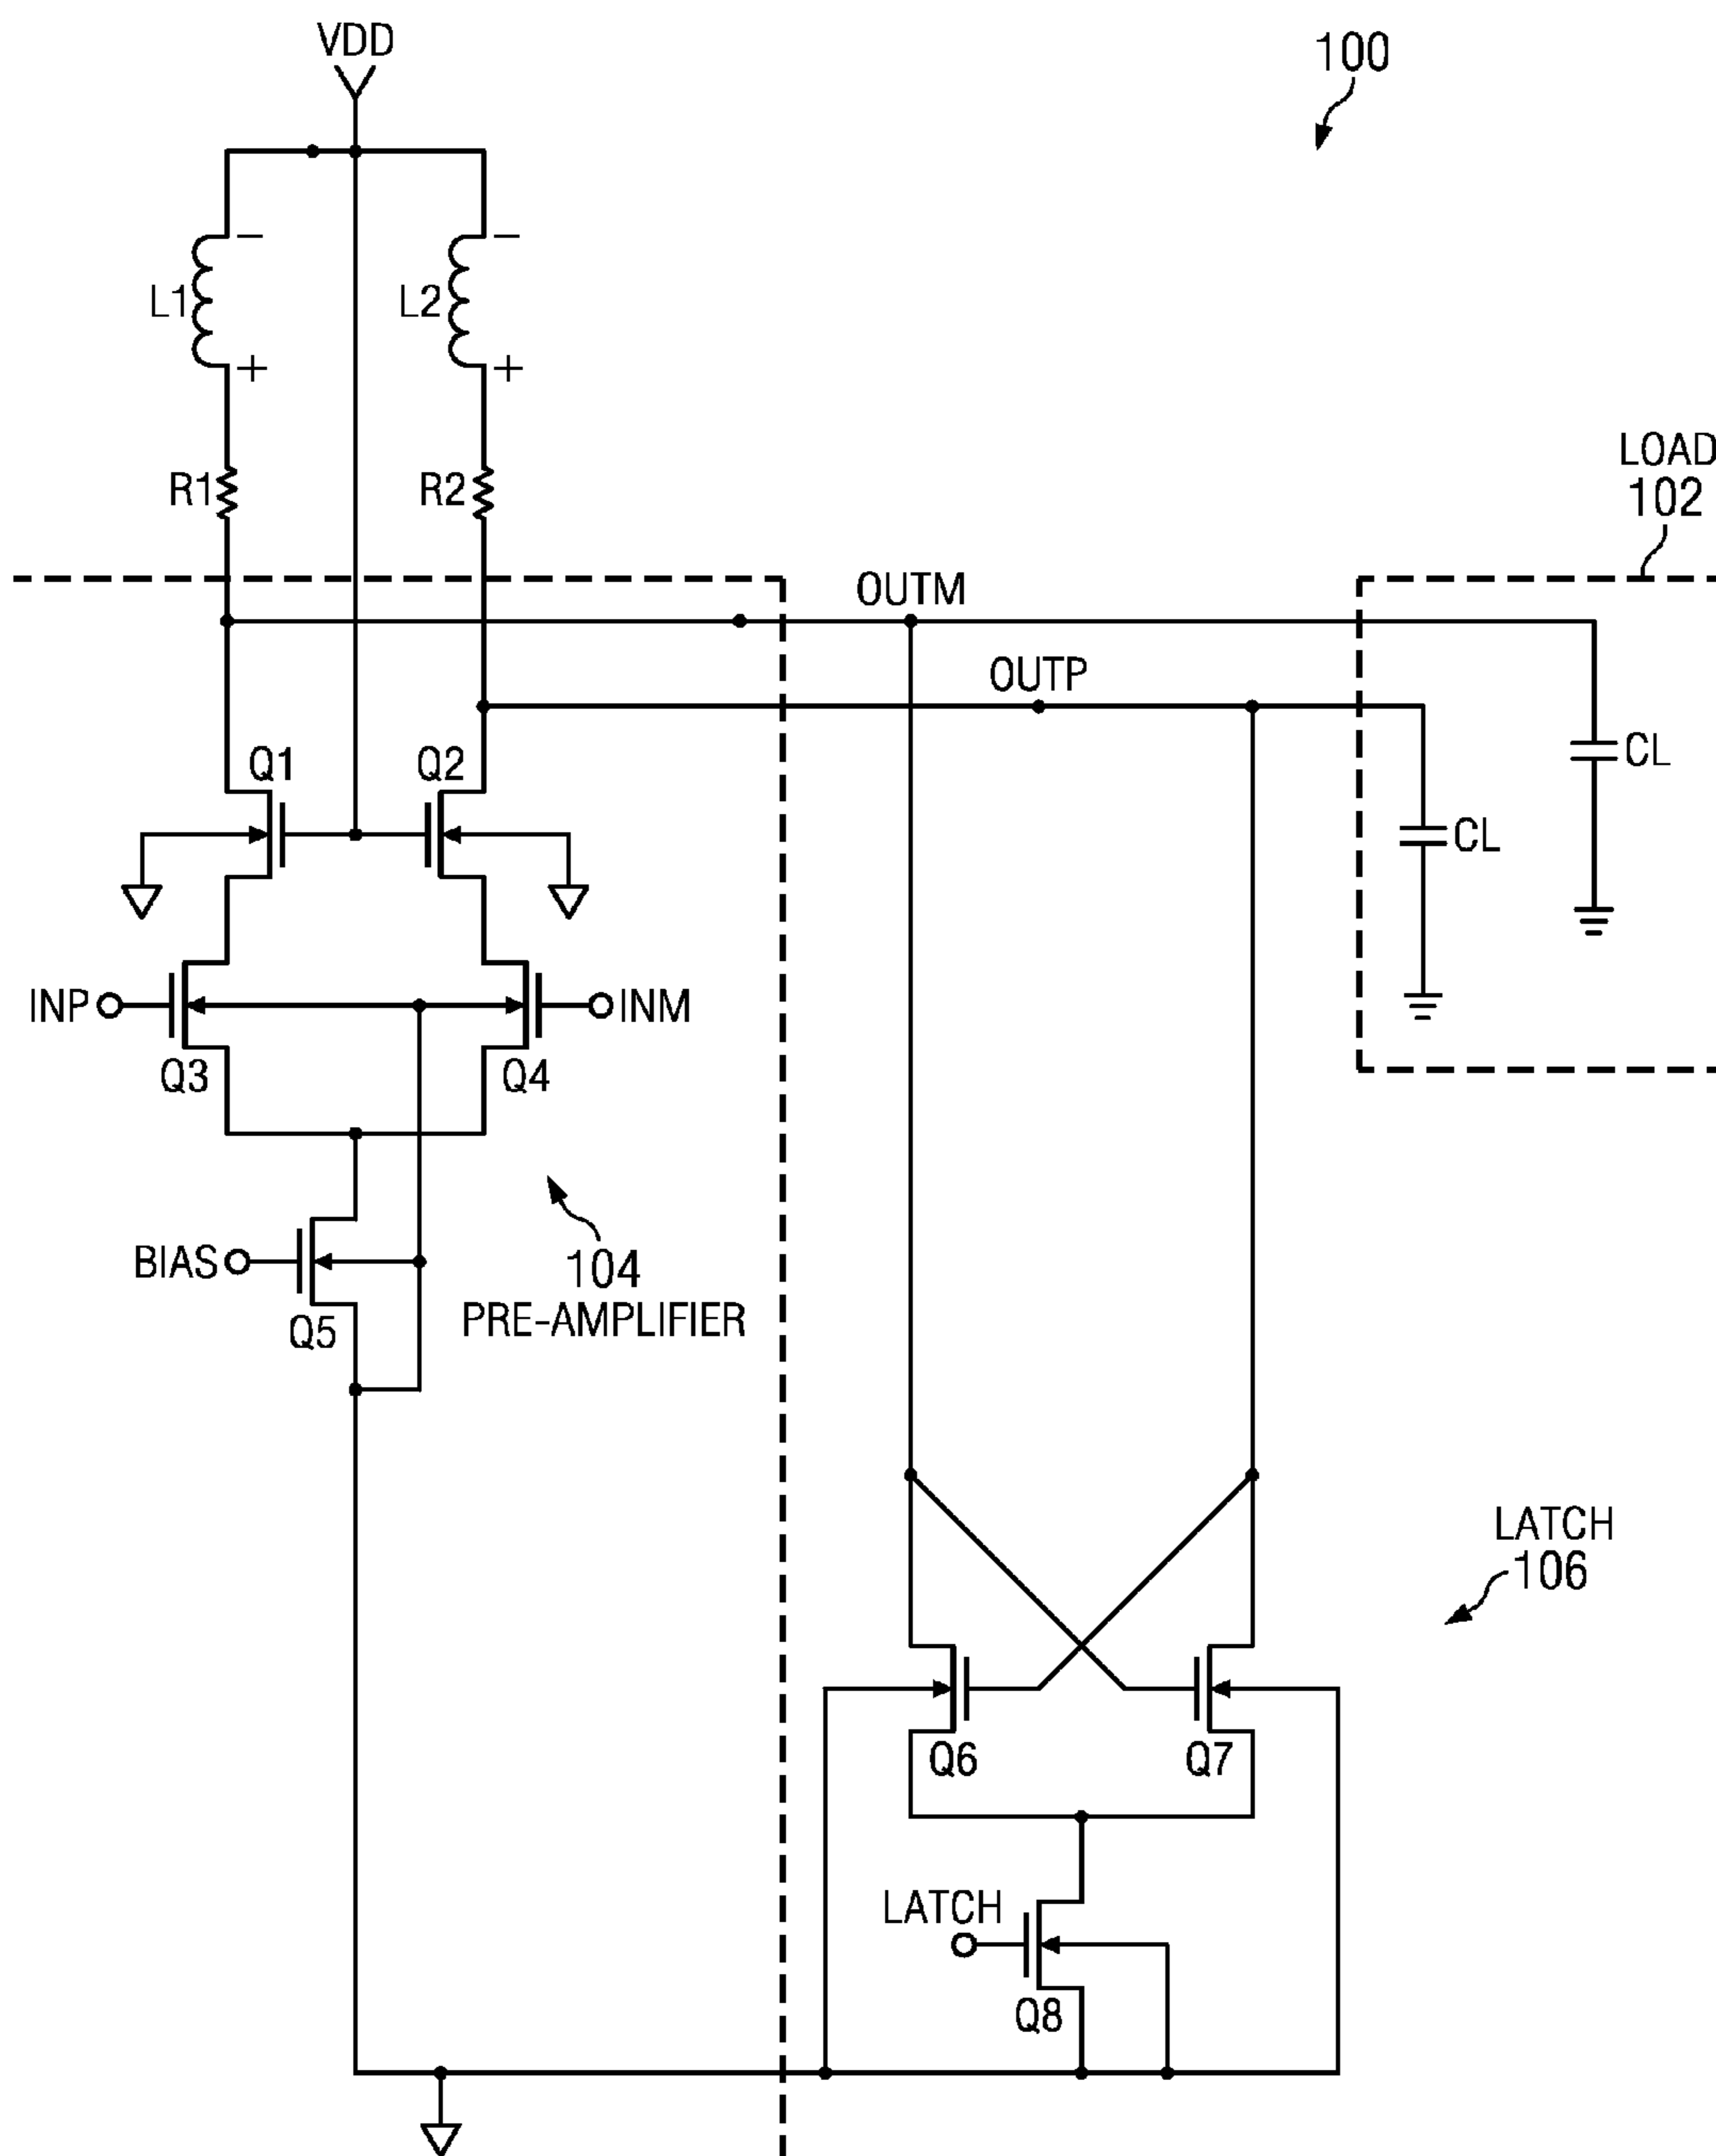 VDD
100
L1
L2
R1
R2
LOAD
102
OUTM
OUTP
Q1
Q2
CL
CL
INP
INM
Q3
Q4
BIAS
Q5
104
PRE-AMPLIFIER
LATCH
106
Q6
Q7
LATCH
Q8